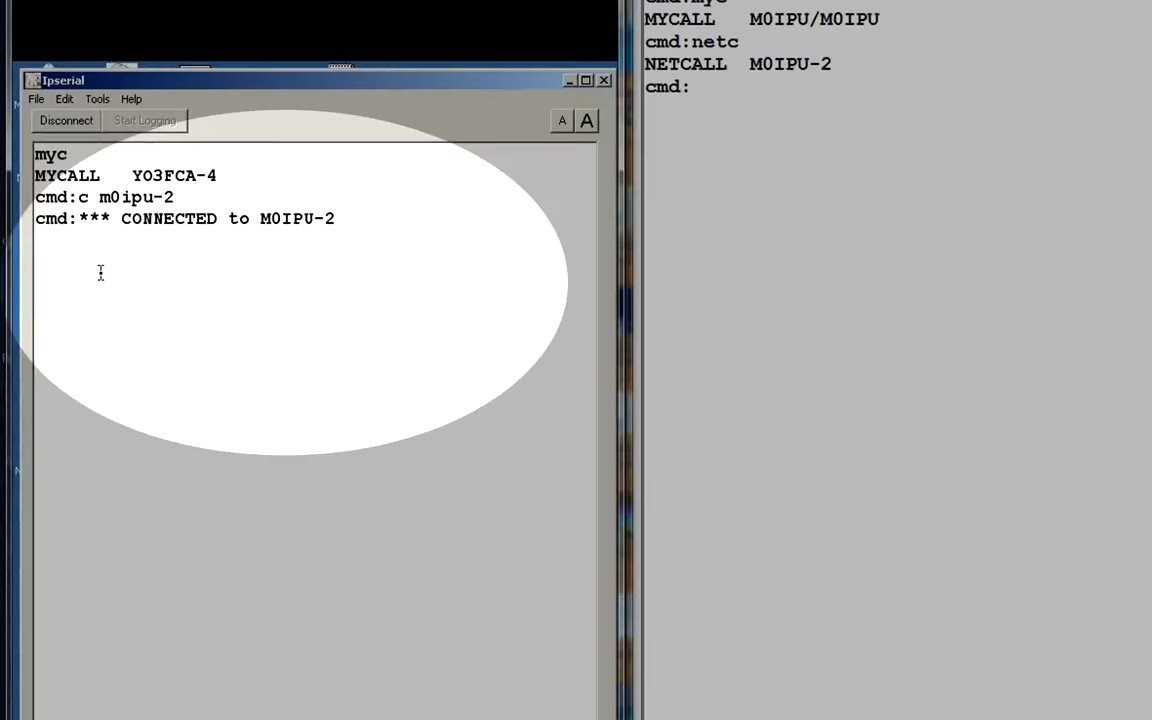 Ipserial
File Edit Tools Help
Disconnect Start Logging A A
myc
MYCALL YO3FCA-4
cmd:c m0ipu-2
cmd:*** CONNECTED to M0IPU-2
MYCALL M0IPU/M0IPU
cmd:netc
NETCALL M0IPU-2
cmd: